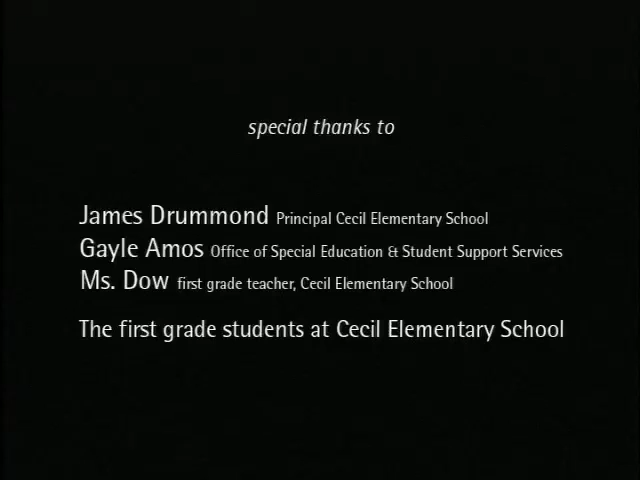 special thanks to
James Drummond Principal Cecil Elementary School
Gayle Amos Office of Special Education & Student Support Services
Ms. Dow first grade teacher, Cecil Elementary School
The first grade students at Cecil Elementary School